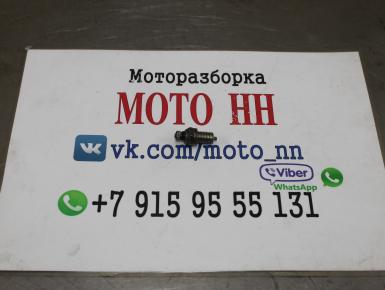 Моторазборка
МОТО НН
vk.com/moto_nn
Viber
WhatsApp
+7 915 95 55 131